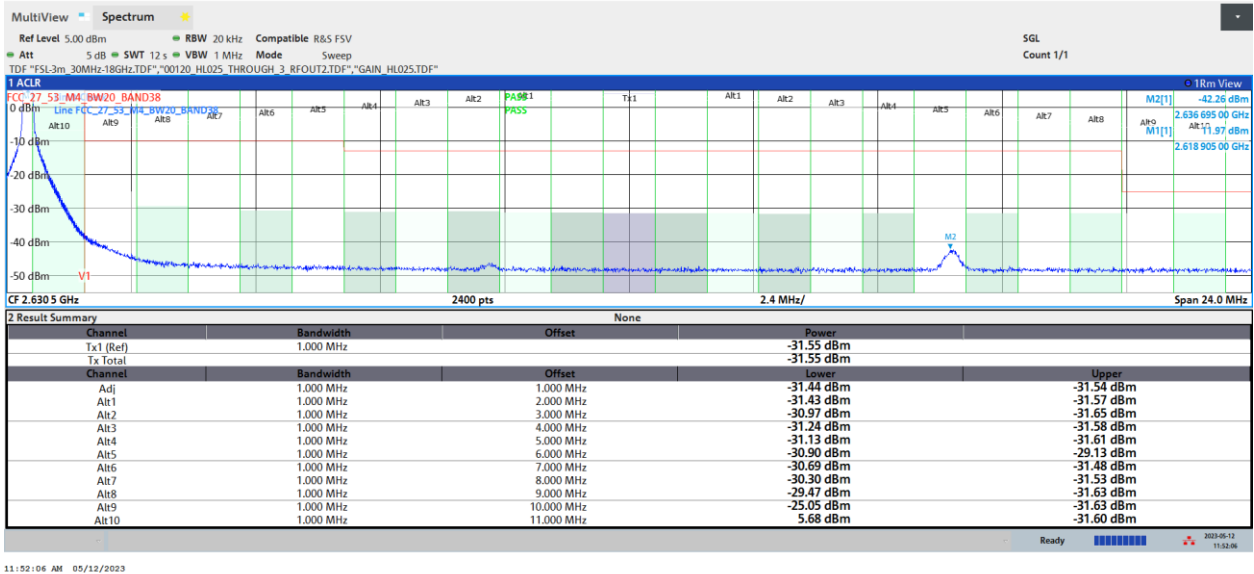 MultiView Spectrum
Ref Level 5.00 dBm RBW 20 kHz Compatible R&S FSV SGL
Att 5 dB SWT 12 s VBW 1 MHz Mode Sweep Count 1/1
TDF "FSL-3m_30MHz-18GHz.TDF","00120_HL025_THROUGH_3_RFOUT2.TDF","GAIN_HL025.TDF"
1 ACLR 1Rm View
FCC_27_53_M4_BW20_BAND38 PASS Tx1 Alt1 M2[1] -42.26 dBm
0 dBm Line FCC_27_53_M4_BW20_BAND38 PASS 2.636 695 00 GHz
Alt10 Alt9 Alt8 Alt7 Alt6 Alt5 Alt4 Alt3 Alt2 Alt1 Alt2 Alt3 Alt4 Alt5 Alt6 Alt7 Alt8 Alt9
M1[1] 11.97 dBm
2.618 905 00 GHz
-10 dBm
-20 dBm
-30 dBm
-40 dBm
M2
-50 dBm V1
CF 2.630 5 GHz 2400 pts 2.4 MHz/ Span 24.0 MHz
2 Result Summary None
Channel Bandwidth Offset Power
Tx1 (Ref) 1.000 MHz -31.55 dBm
Tx Total -31.55 dBm
Channel Bandwidth Offset Lower Upper
Adj 1.000 MHz 1.000 MHz -31.44 dBm -31.54 dBm
Alt1 1.000 MHz 2.000 MHz -31.43 dBm -31.57 dBm
Alt2 1.000 MHz 3.000 MHz -30.97 dBm -31.65 dBm
Alt3 1.000 MHz 4.000 MHz -31.24 dBm -31.58 dBm
Alt4 1.000 MHz 5.000 MHz -31.13 dBm -31.61 dBm
Alt5 1.000 MHz 6.000 MHz -30.90 dBm -29.13 dBm
Alt6 1.000 MHz 7.000 MHz -30.69 dBm -31.48 dBm
Alt7 1.000 MHz 8.000 MHz -30.30 dBm -31.53 dBm
Alt8 1.000 MHz 9.000 MHz -29.47 dBm -31.63 dBm
Alt9 1.000 MHz 10.000 MHz -25.05 dBm -31.63 dBm
Alt10 1.000 MHz 11.000 MHz 5.68 dBm -31.60 dBm
Ready 2023-05-12
11:52:06
11:52:06 AM 05/12/2023